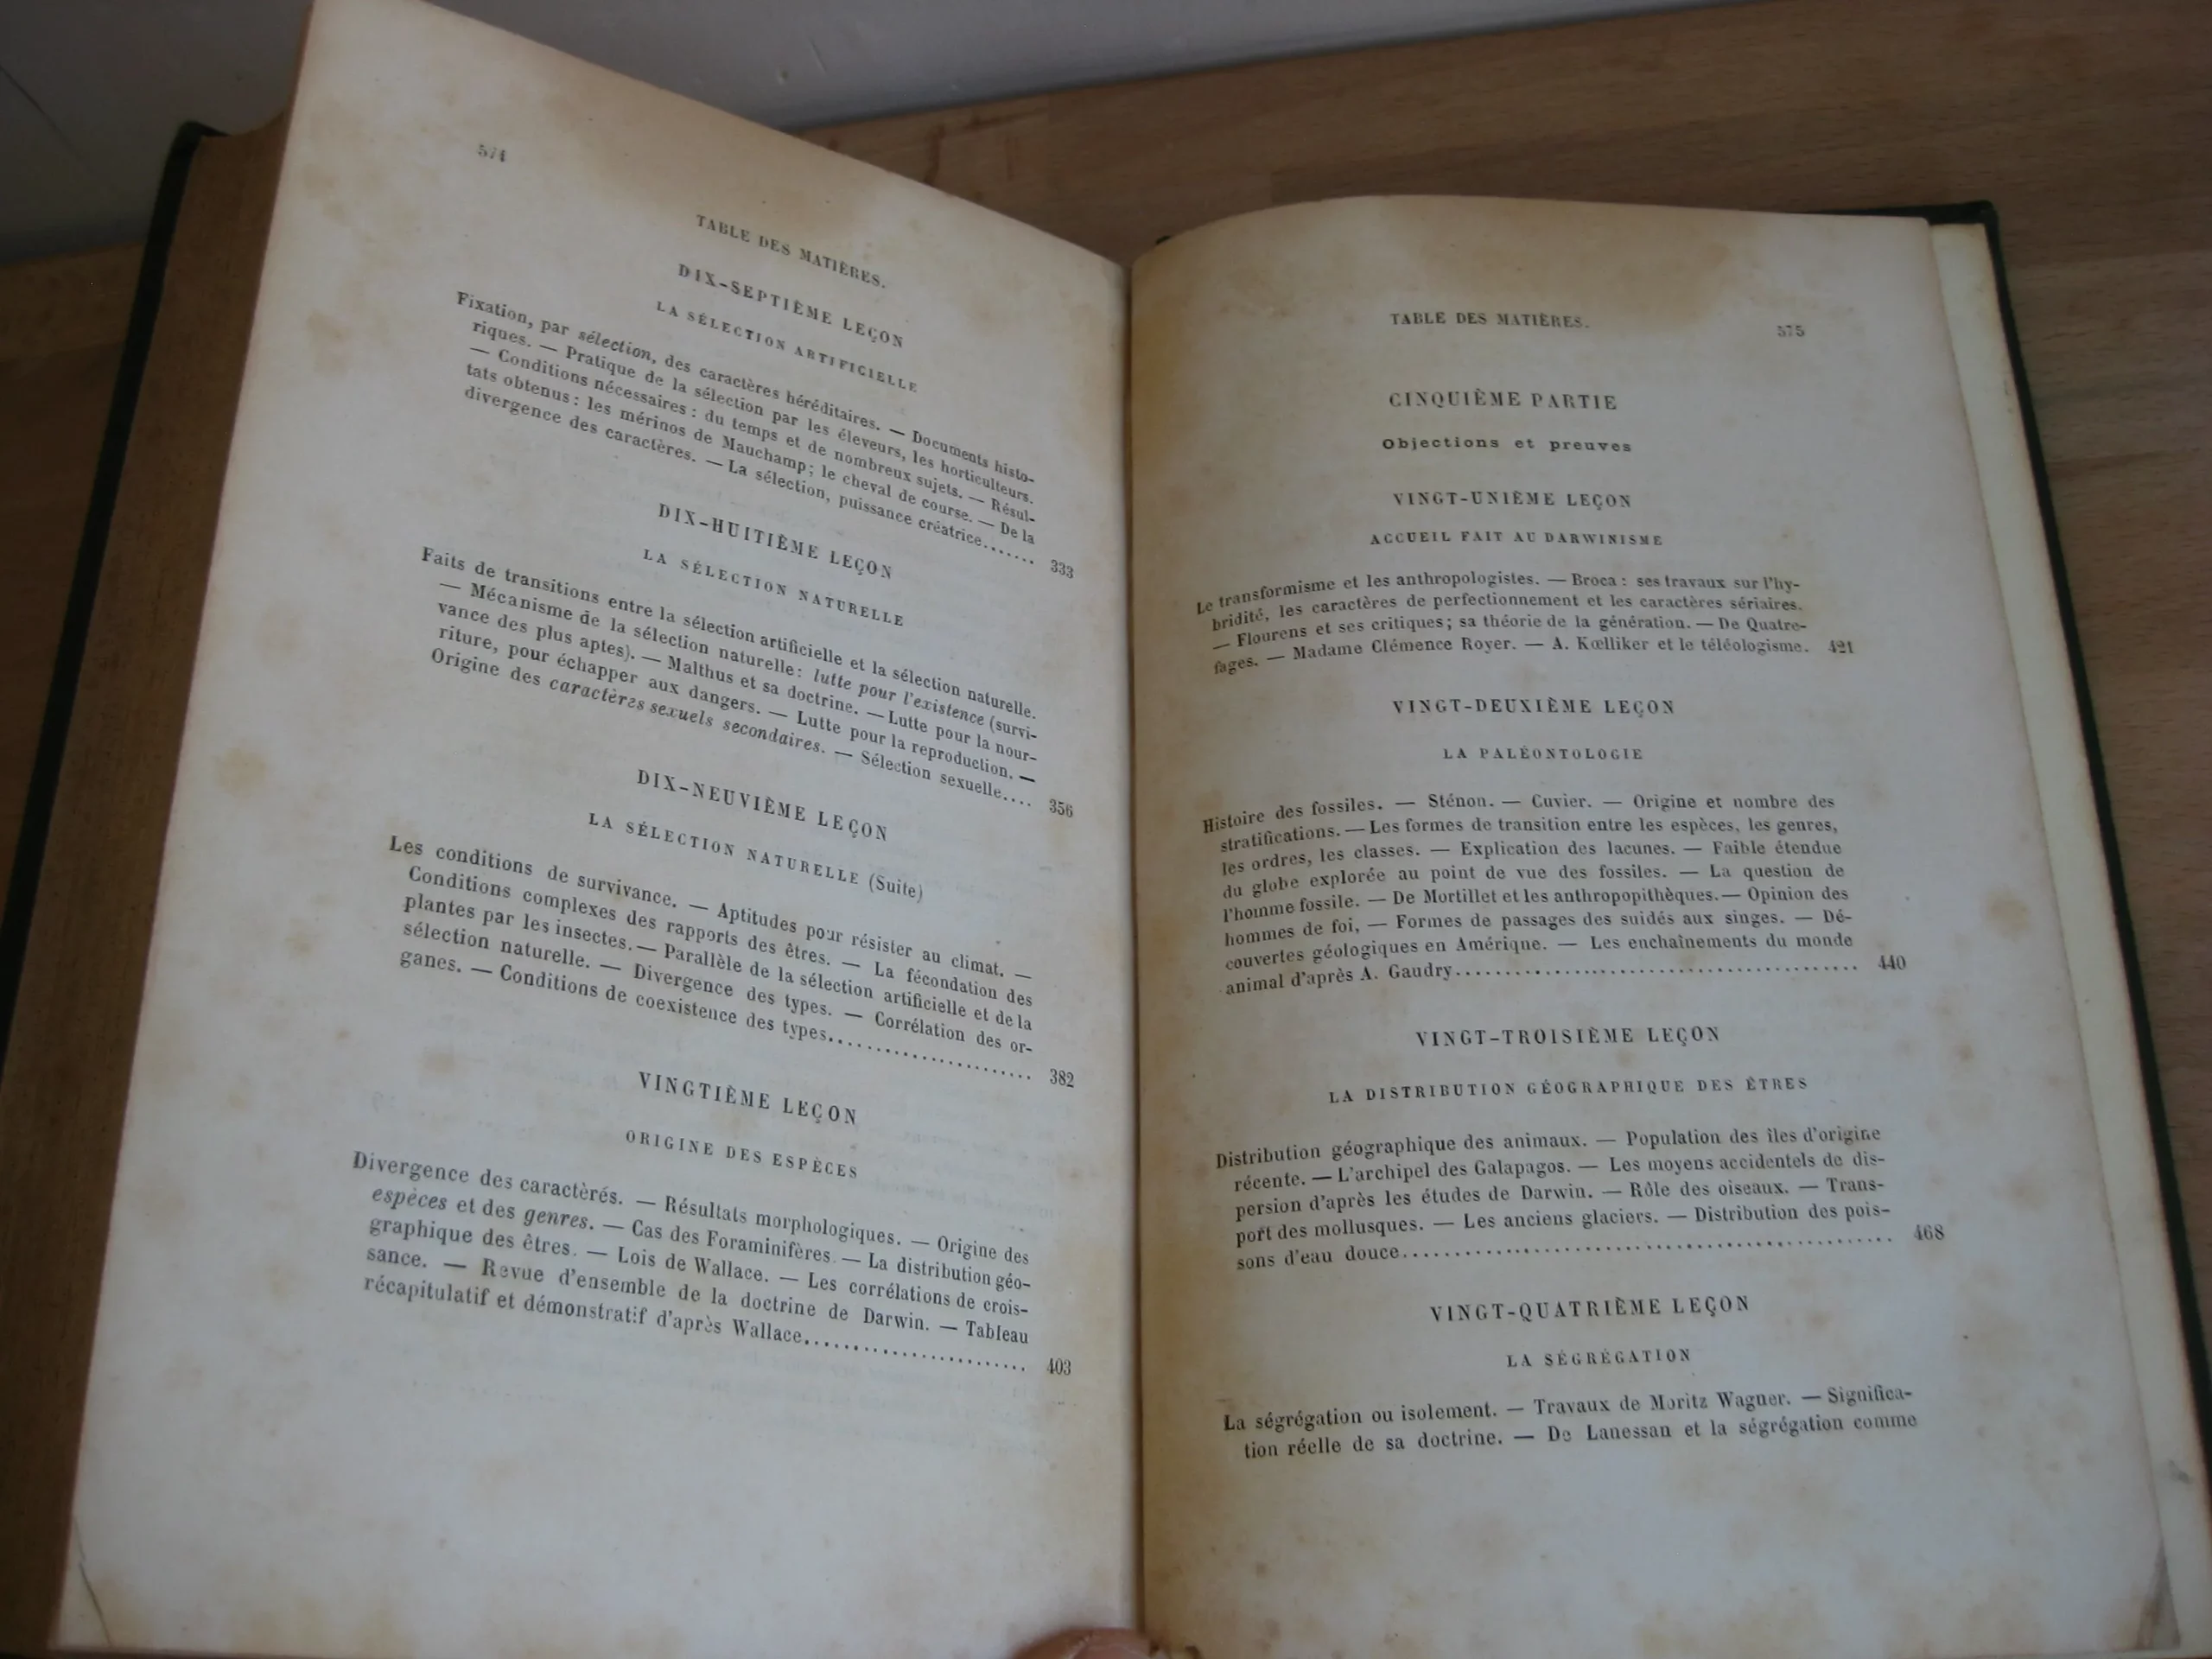 574
TABLE DES MATIÈRES.
DIX-SEPTIÈME LEÇON
LA SÉLECTION ARTIFICIELLE
Fixation, par sélection, des caractères héréditaires. — Documents histo-
riques. — Pratique de la sélection par les éleveurs, les horticulteurs.
— Conditions nécessaires : du temps et de nombreux sujets. — Résul-
tats obtenus : les mérinos de Mauchamp ; le cheval de course. — De la
divergence des caractères. — La sélection, puissance créatrice....... 333
DIX-HUITIÈME LEÇON
LA SÉLECTION NATURELLE
Faits de transitions entre la sélection artificielle et la sélection naturelle.
— Mécanisme de la sélection naturelle : lutte pour l'existence (survi-
vance des plus aptes). — Malthus et sa doctrine. — Lutte pour la nour-
riture, pour échapper aux dangers. — Lutte pour la reproduction. —
Origine des caractères sexuels secondaires. — Sélection sexuelle.... 356
DIX-NEUVIÈME LEÇON
LA SÉLECTION NATURELLE (Suite)
Les conditions de survivance. — Aptitudes pour résister au climat. —
Conditions complexes des rapports des êtres. — La fécondation des
plantes par les insectes. — Parallèle de la sélection artificielle et de la
sélection naturelle. — Divergence des types. — Corrélation des or-
ganes. — Conditions de coexistence des types....................... 382
VINGTIÈME LEÇON
ORIGINE DES ESPÈCES
Divergence des caractèrés. — Résultats morphologiques. — Origine des
espèces et des genres. — Cas des Foraminifères. — La distribution géo-
graphique des êtres. — Lois de Wallace. — Les corrélations de crois-
sance. — Revue d'ensemble de la doctrine de Darwin. — Tableau
récapitulatif et démonstratif d'après Wallace........................ 403
TABLE DES MATIÈRES. 575
CINQUIÈME PARTIE
Objections et preuves
VINGT-UNIÈME LEÇON
ACCUEIL FAIT AU DARWINISME
Le transformisme et les anthropologistes. — Broca : ses travaux sur l'hy-
bridité, les caractères de perfectionnement et les caractères sériaires.
— Flourens et ses critiques ; sa théorie de la génération. — De Quatre-
fages. — Madame Clémence Royer. — A. Kœlliker et le téléologisme. 421
VINGT-DEUXIÈME LEÇON
LA PALÉONTOLOGIE
Histoire des fossiles. — Sténon. — Cuvier. — Origine et nombre des
stratifications. — Les formes de transition entre les espèces, les genres,
les ordres, les classes. — Explication des lacunes. — Faible étendue
du globe explorée au point de vue des fossiles. — La question de
l'homme fossile. — De Mortillet et les anthropopithèques. — Opinion des
hommes de foi, — Formes de passages des suidés aux singes. — Dé-
couvertes géologiques en Amérique. — Les enchaînements du monde
animal d'après A. Gaudry........................................ 440
VINGT-TROISIÈME LEÇON
LA DISTRIBUTION GÉOGRAPHIQUE DES ÊTRES
Distribution géographique des animaux. — Population des îles d'origine
récente. — L'archipel des Galapagos. — Les moyens accidentels de dis-
persion d'après les études de Darwin. — Rôle des oiseaux. — Trans-
port des mollusques. — Les anciens glaciers. — Distribution des pois-
sons d'eau douce................................................ 468
VINGT-QUATRIÈME LEÇON
LA SÉGRÉGATION
La ségrégation ou isolement. — Travaux de Moritz Wagner. — Significa-
tion réelle de sa doctrine. — De Lanessan et la ségrégation comme